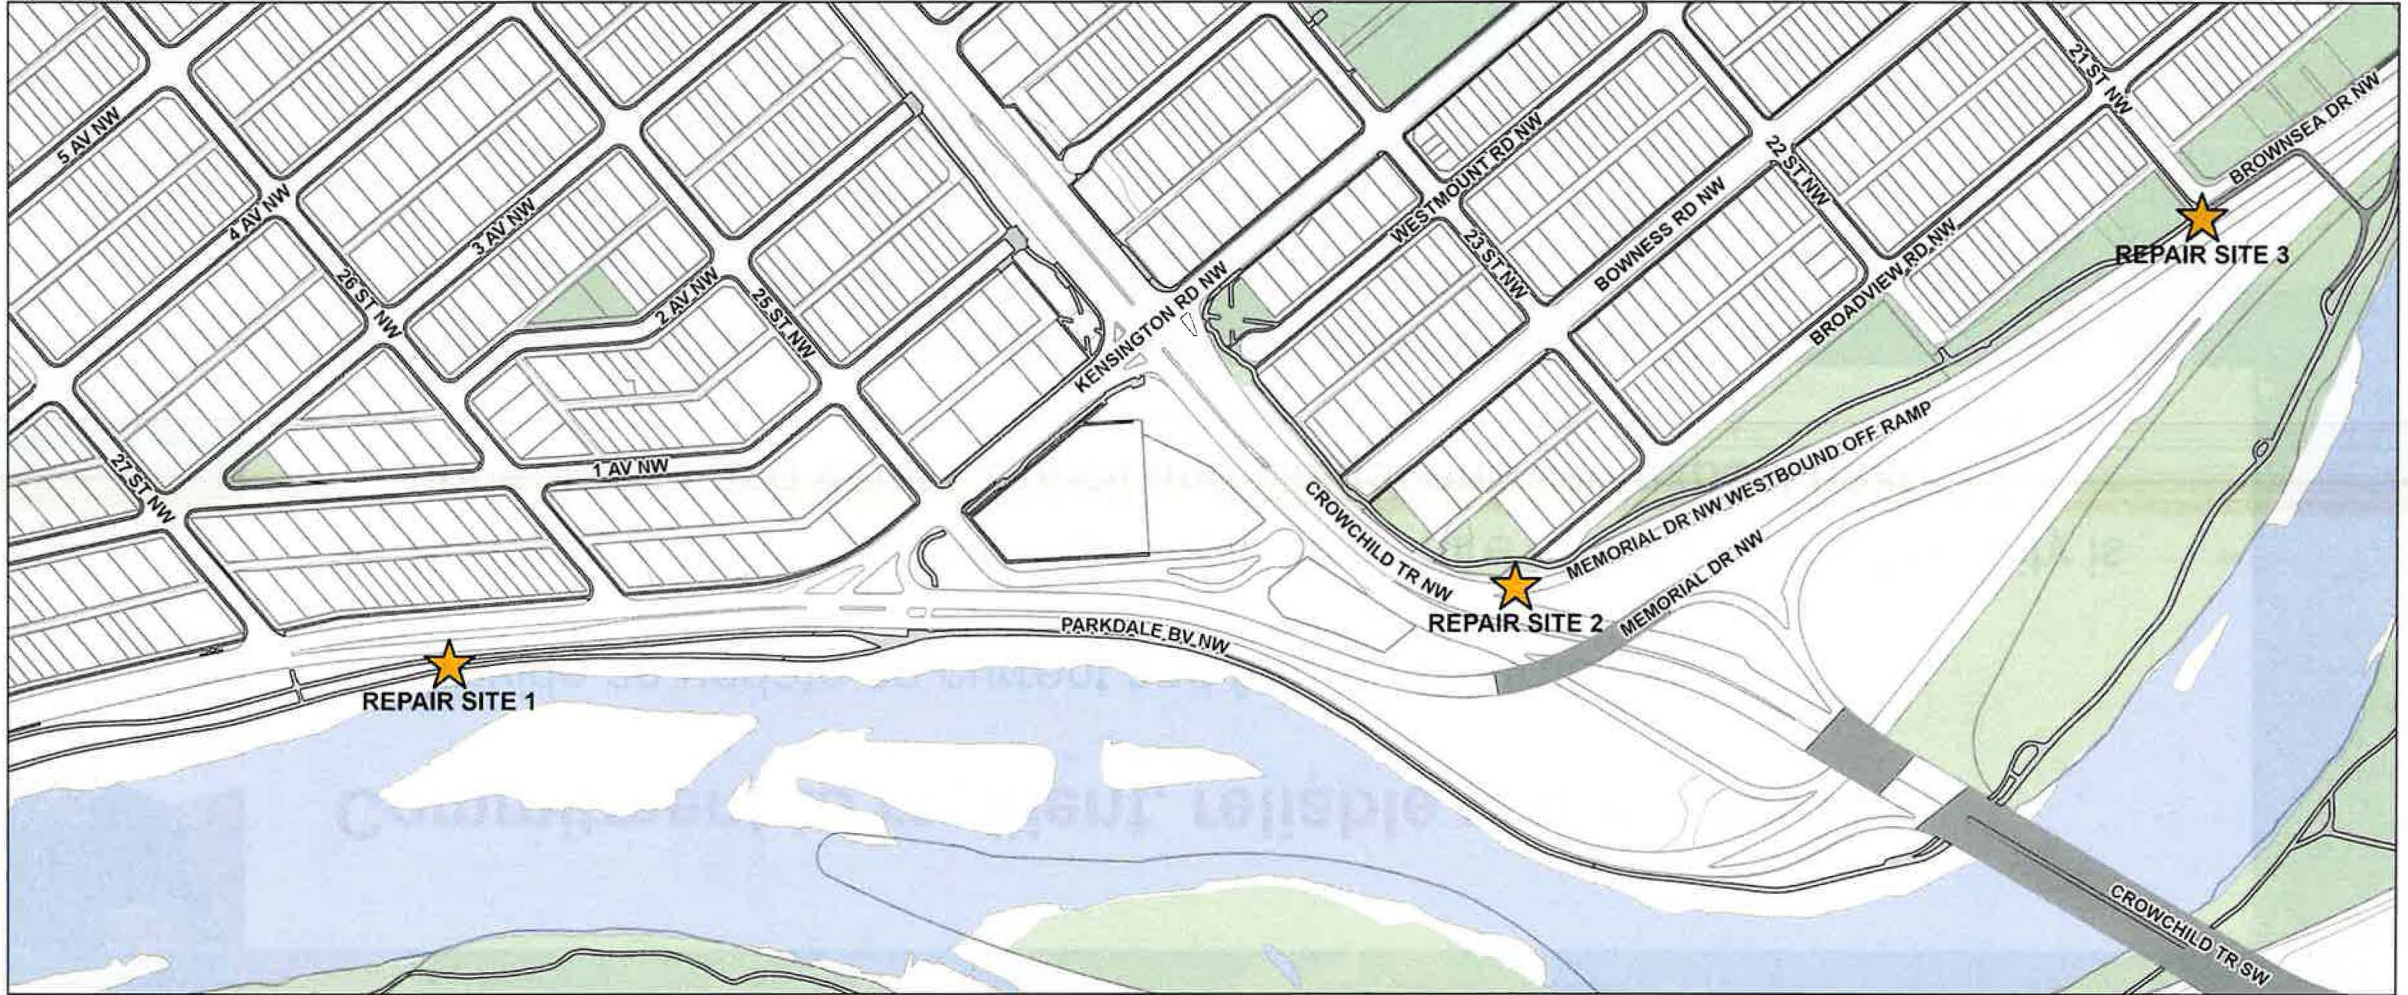 5 AV NW
4 AV NW
3 AV NW
2 AV NW
1 AV NW
27 ST NW
26 ST NW
25 ST NW
KENSINGTON RD NW
WESTMOUNT RD NW
23 ST NW
BOWNESS RD NW
22 ST NW
BROADVIEW RD NW
21 ST NW
BROWNSEA DR NW
REPAIR SITE 3
MEMORIAL DR NW WESTBOUND OFF RAMP
CROWCHILD TR NW
MEMORIAL DR NW
REPAIR SITE 2
PARKDALE BV NW
REPAIR SITE 1
CROWCHILD TR SW